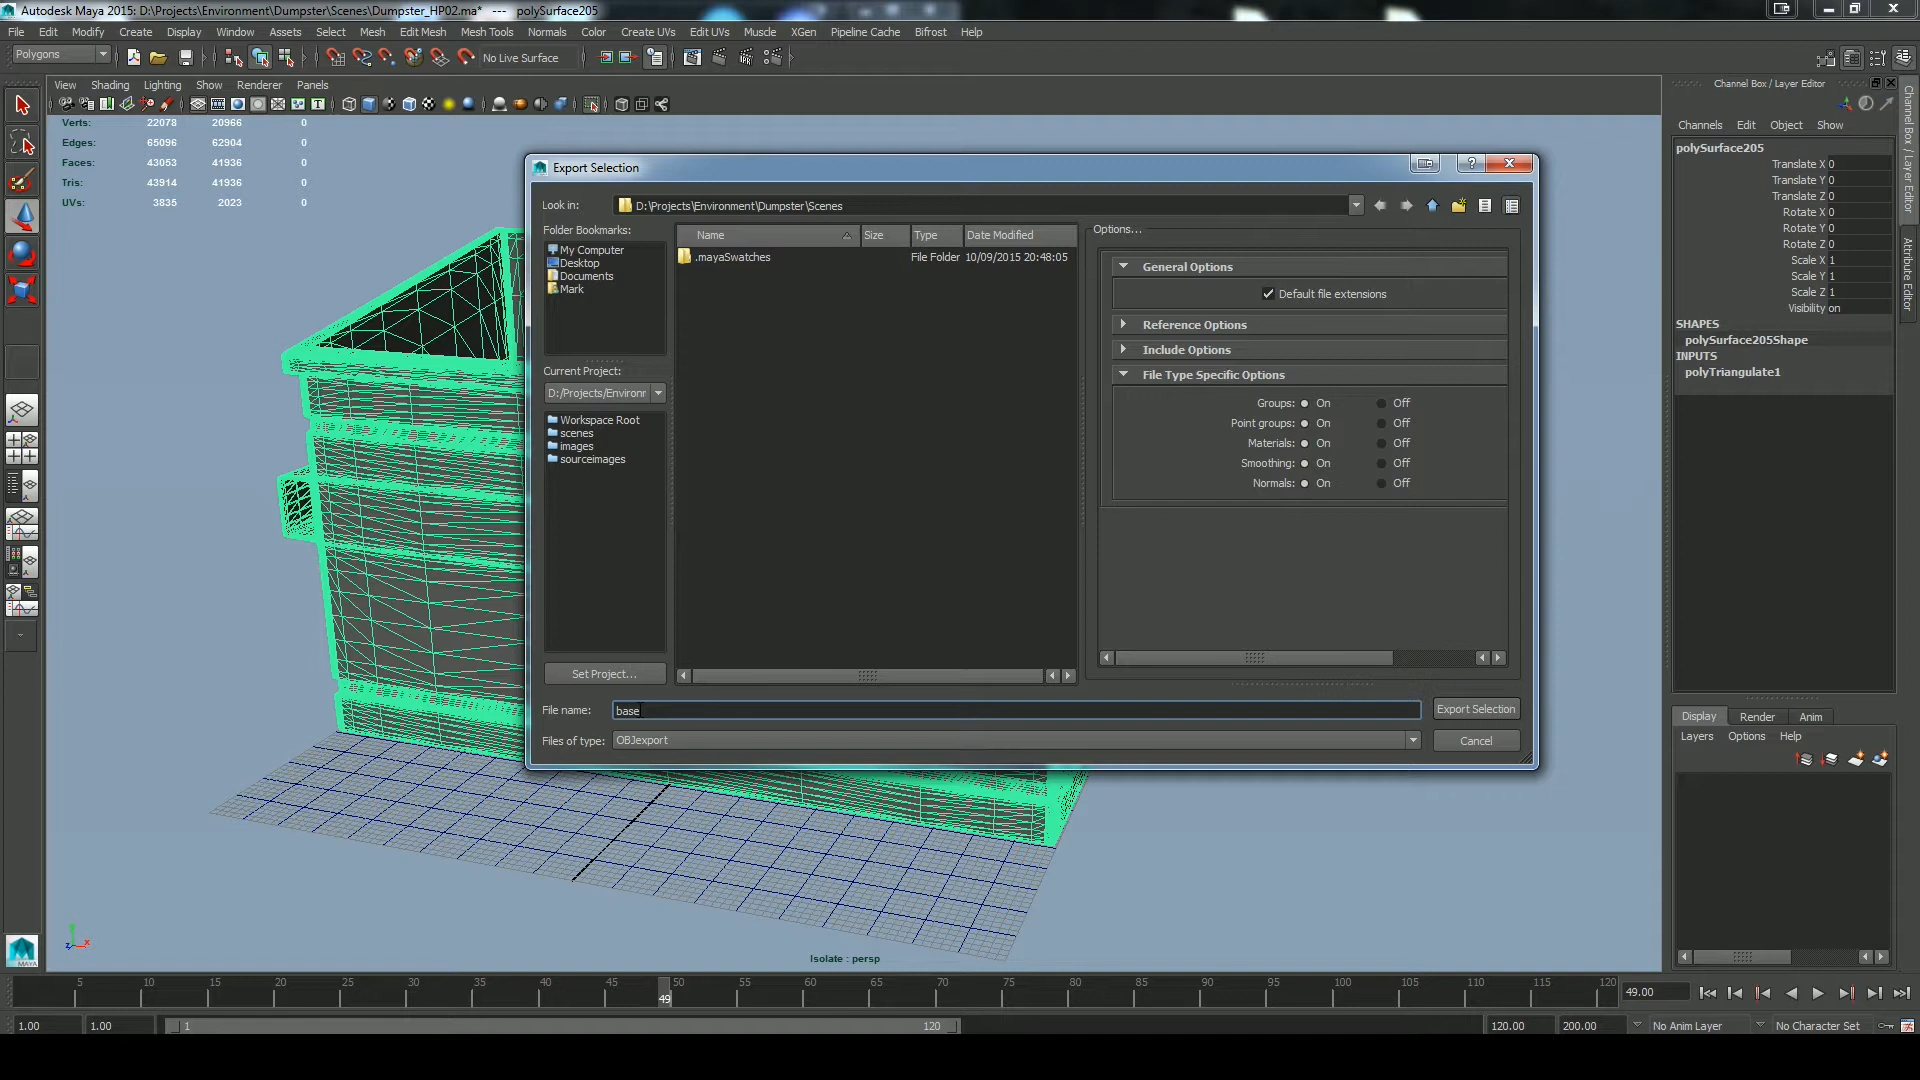 Autodesk Maya 2015: D:\Projects\Environment\Dumpster\Scenes\Dumpster_HP02.ma* --- polySurface205
File Edit Modify Create Display Window Assets Select Mesh Edit Mesh Mesh Tools Normals Color Create UVs Edit UVs Muscle XGen Pipeline Cache Bifrost Help
Polygons No Live Surface
View Shading Lighting Show Renderer Panels
Verts: 22078 20966 0
Edges: 65096 62904 0
Faces: 43053 41936 0
Tris: 43914 41936 0
UVs: 3835 2023 0
Export Selection
Look in: D:\Projects\Environment\Dumpster\Scenes
Folder Bookmarks:
My Computer
Desktop
Documents
Mark
Current Project:
D:/Projects/Environr
Workspace Root
scenes
images
sourceimages
Set Project...
Name Size Type Date Modified
.mayaSwatches File Folder 10/09/2015 20:48:05
Options...
General Options
Default file extensions
Reference Options
Include Options
File Type Specific Options
Groups: On Off
Point groups: On Off
Materials: On Off
Smoothing: On Off
Normals: On Off
File name: base
Export Selection
Files of type: OBJexport
Cancel
Channel Box / Layer Editor
Channels Edit Object Show
polySurface205
Translate X 0
Translate Y 0
Translate Z 0
Rotate X 0
Rotate Y 0
Rotate Z 0
Scale X 1
Scale Y 1
Scale Z 1
Visibility on
SHAPES
polySurface205Shape
INPUTS
polyTriangulate1
Channel Box / Layer Editor
Attribute Editor
Display Render Anim
Layers Options Help
Isolate : persp
MAYA
5 10 15 20 25 30 35 40 45 50 55 60 65 70 75 80 85 90 95 100 105 110 115 120
49
49.00
1.00 1.00 1 120 120.00 200.00 No Anim Layer No Character Set